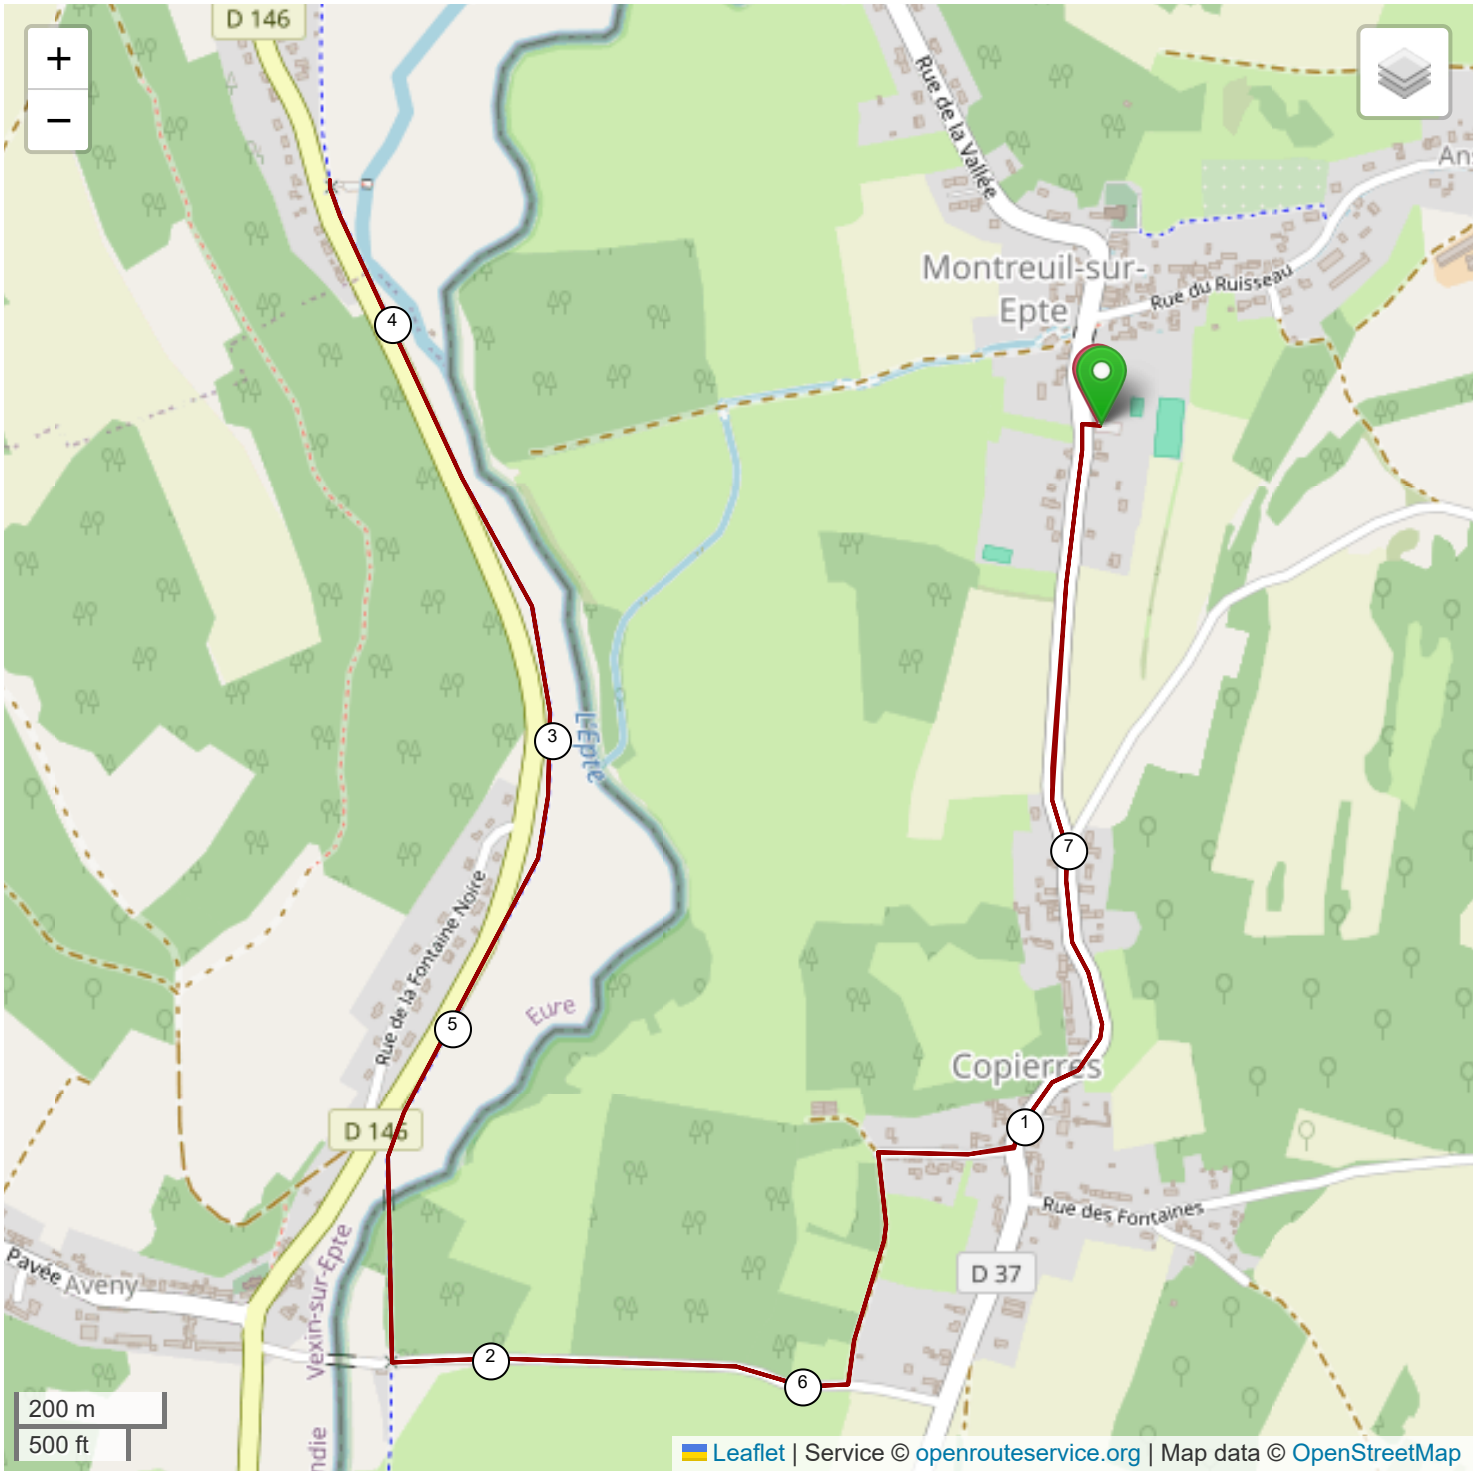 D 146
+
−
Rue de la Vallée
Ans
Montreuil-sur-
Epte
Rue du Ruisseau
4
3
L'Epte
7
Rue de la Fontaine Noire
5
Eure
Copierres
1
D 146
Rue des Fontaines
Pavée
Aveny
Vexin-sur-Epte
D 37
2
6
ndie
200 m
500 ft
Leaflet | Service © openrouteservice.org | Map data © OpenStreetMap